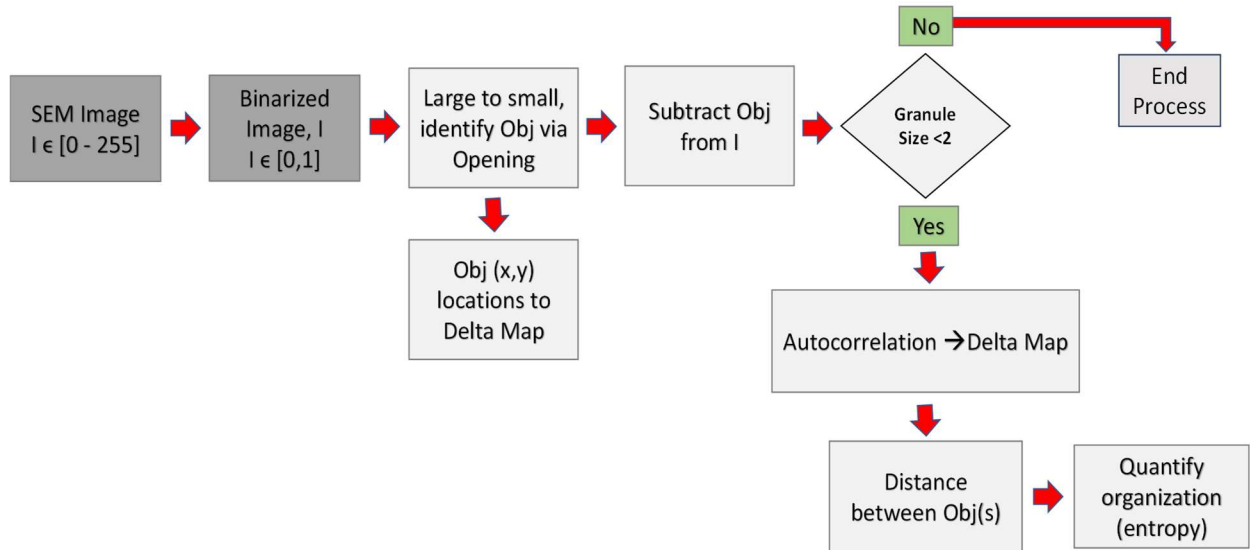 SEM Image
I ϵ [0 - 255]
Binarized
Image, I
I ϵ [0,1]
Large to small,
identify Obj via
Opening
Obj (x,y)
locations to
Delta Map
Subtract Obj
from I
Granule
Size <2
No
End
Process
Yes
Autocorrelation →Delta Map
Distance
between Obj(s)
Quantify
organization
(entropy)